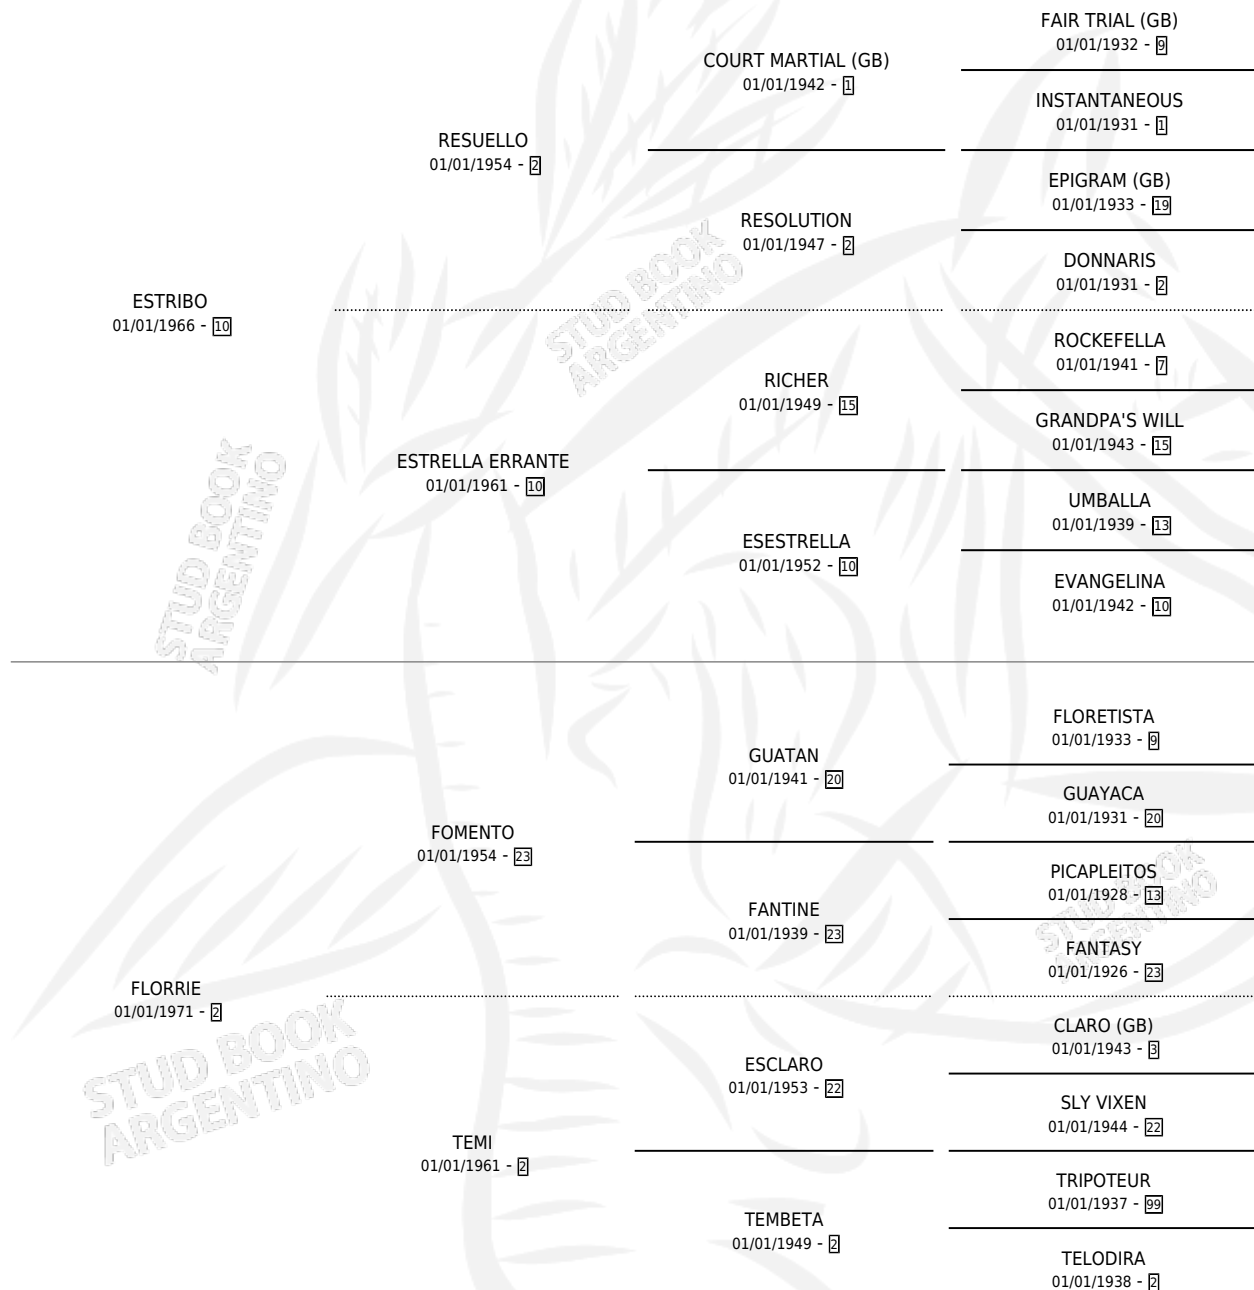 FAIR TRIAL (GB)
01/01/1932 - 9
COURT MARTIAL (GB)
01/01/1942 - 1
INSTANTANEOUS
01/01/1931 - 1
RESUELLO
01/01/1954 - 2
EPIGRAM (GB)
01/01/1933 - 19
RESOLUTION
01/01/1947 - 2
DONNARIS
01/01/1931 - 2
ESTRIBO
01/01/1966 - 10
ROCKEFELLA
01/01/1941 - 7
RICHER
01/01/1949 - 15
GRANDPA'S WILL
01/01/1943 - 15
ESTRELLA ERRANTE
01/01/1961 - 10
UMBALLA
01/01/1939 - 13
ESESTRELLA
01/01/1952 - 10
EVANGELINA
01/01/1942 - 10
FLORETISTA
01/01/1933 - 9
GUATAN
01/01/1941 - 20
GUAYACA
01/01/1931 - 20
FOMENTO
01/01/1954 - 23
PICAPLEITOS
01/01/1928 - 13
FANTINE
01/01/1939 - 23
FANTASY
01/01/1926 - 23
FLORRIE
01/01/1971 - 2
CLARO (GB)
01/01/1943 - 3
ESCLARO
01/01/1953 - 22
SLY VIXEN
01/01/1944 - 22
TEMI
01/01/1961 - 2
TRIPOTEUR
01/01/1937 - 99
TEMBETA
01/01/1949 - 2
TELODIRA
01/01/1938 - 2
STUD BOOK
ARGENTINO
STUD BOOK
ARGENTINO
STUD BOOK
ARGENTINO
STUD BOOK
ARGENTINO